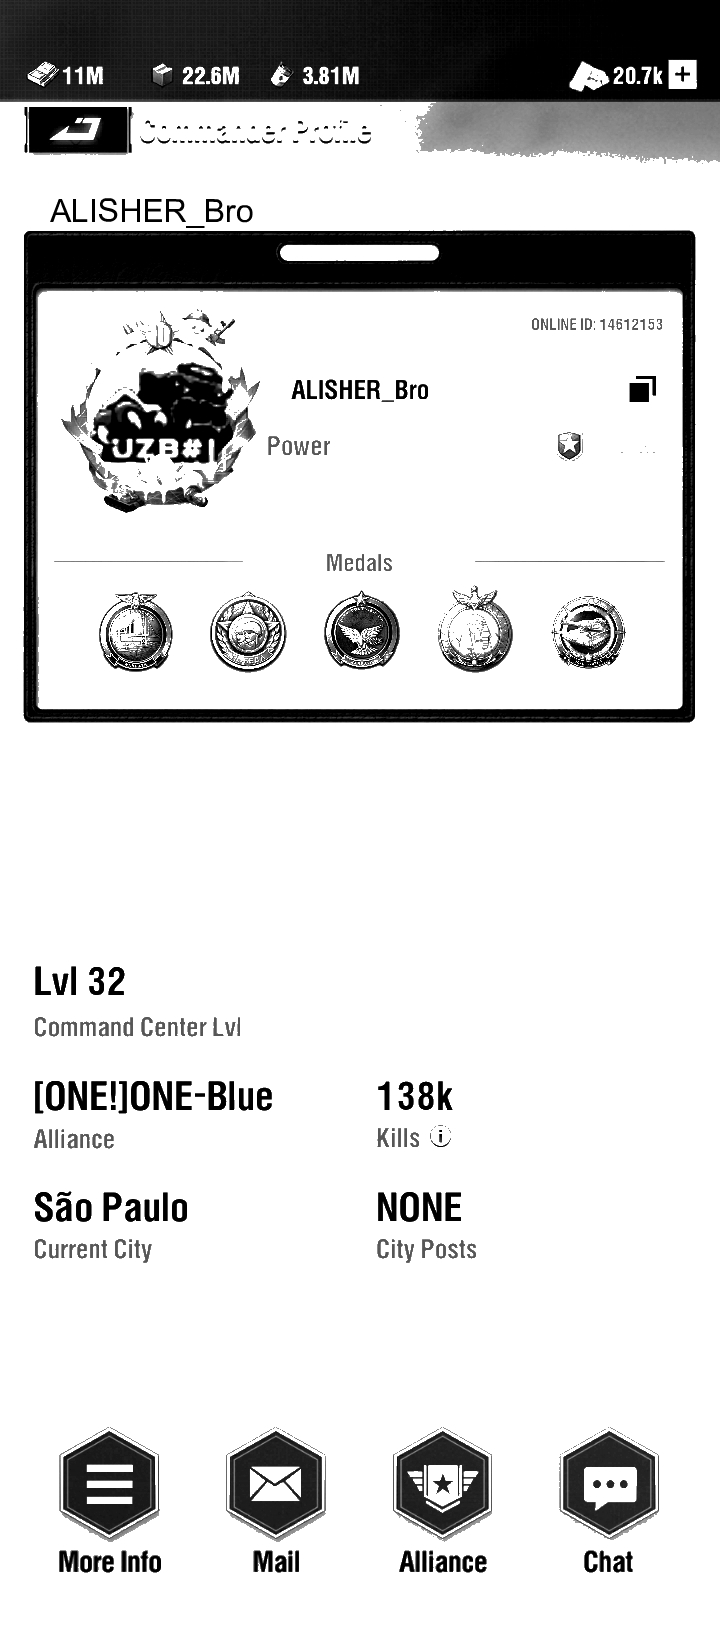 11M 22.6M 3.81M 20.7k +
Commander Profile
ALISHER_Bro
ONLINE ID: 14612153
ALISHER_Bro
UZB#1
Power
Medals
Lvl 32
Command Center Lvl
[ONE!]ONE-Blue 138k
Alliance Kills
São Paulo NONE
Current City City Posts
More Info Mail Alliance Chat